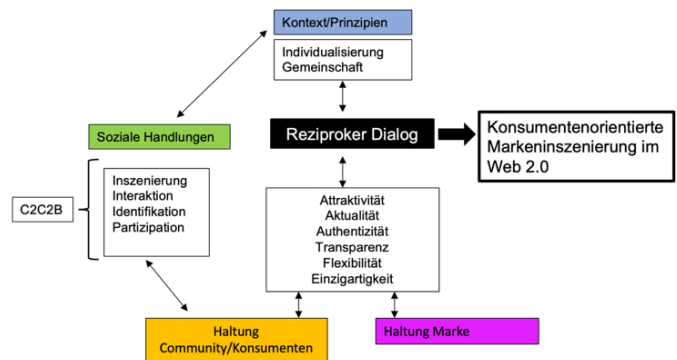 Kontext/Prinzipien
Individualisierung
Gemeinschaft
Soziale Handlungen
Reziproker Dialog
Konsumentenorientierte
Markeninszenierung im
Web 2.0
C2C2B
Inszenierung
Interaktion
Identifikation
Partizipation
Attraktivität
Aktualität
Authentizität
Transparenz
Flexibilität
Einzigartigkeit
Haltung
Community/Konsumenten
Haltung Marke